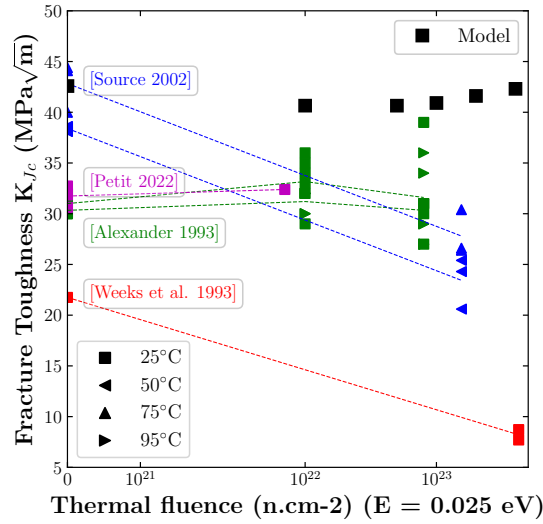 Model
[Source 2002]
[Petit 2022]
[Alexander 1993]
[Weeks et al. 1993]
25°C
50°C
75°C
95°C
Fracture Toughness K_{Jc} (MPa√m)
50
45
40
35
30
25
20
15
10
5
0
10^{21}
10^{22}
10^{23}
Thermal fluence (n.cm-2) (E = 0.025 eV)